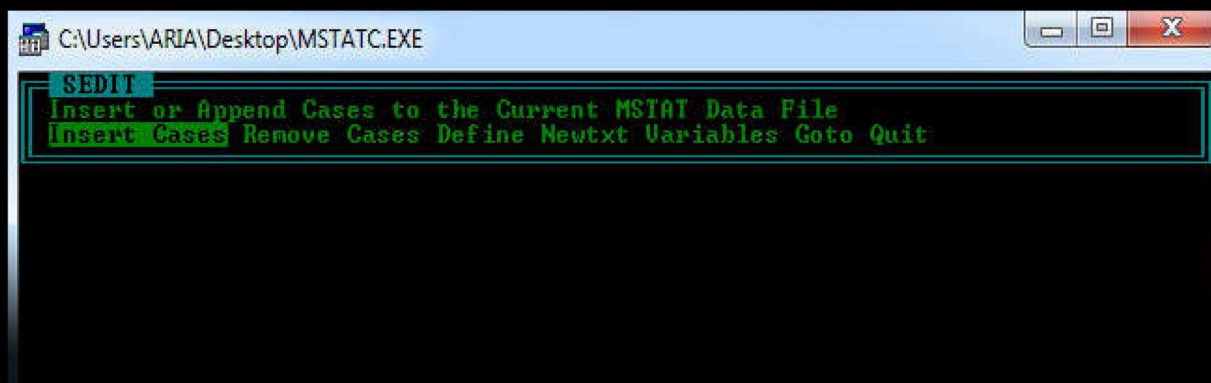 C:\Users\ARIA\Desktop\MSTATC.EXE
SEDIT
Insert or Append Cases to the Current MSTAT Data File
Insert Cases Remove Cases Define Newtxt Variables Goto Quit